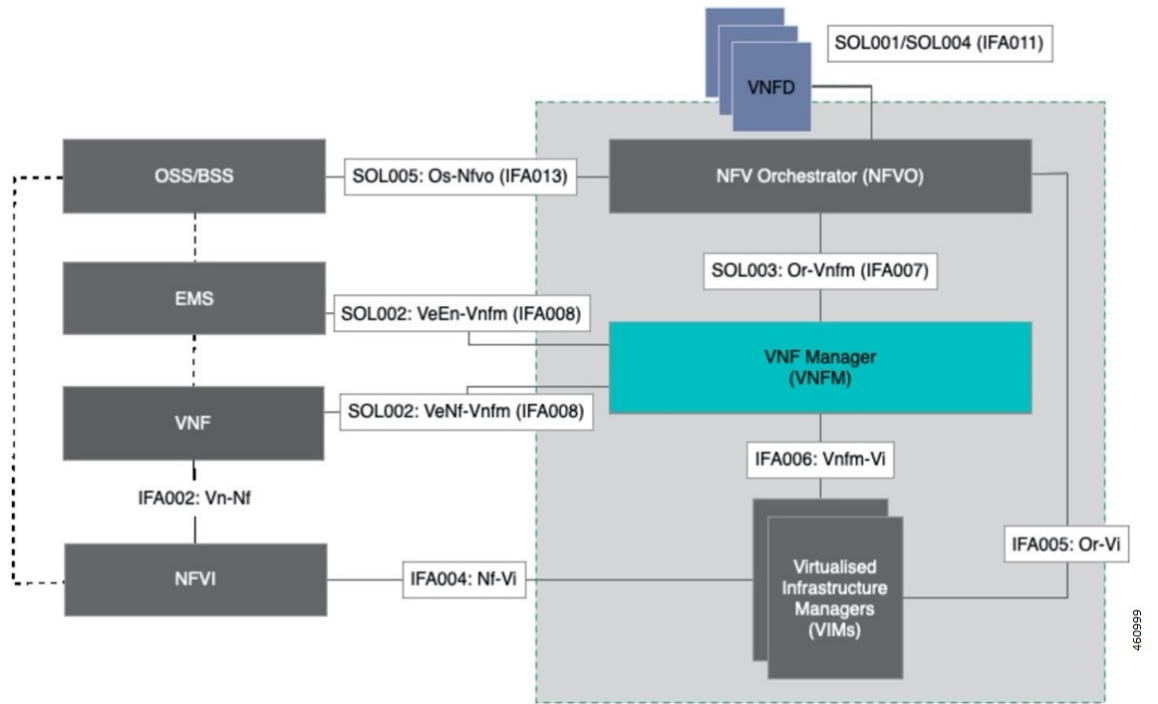 SOL001/SOL004 (IFA011)
VNFD
OSS/BSS
SOL005: Os-Nfvo (IFA013)
NFV Orchestrator (NFVO)
SOL003: Or-Vnfm (IFA007)
EMS
SOL002: VeEn-Vnfm (IFA008)
VNF Manager
(VNFM)
VNF
SOL002: VeNf-Vnfm (IFA008)
IFA006: Vnfm-Vi
IFA002: Vn-Nf
IFA005: Or-Vi
NFVI
IFA004: Nf-Vi
Virtualised
Infrastructure
Managers
(VIMs)
460999